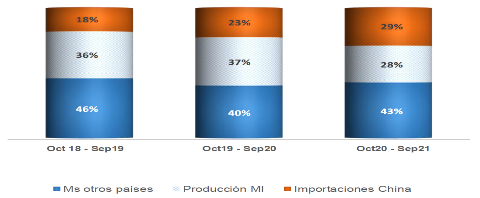 18% 23% 29%
36% 37% 28%
46% 40% 43%
Oct 18 - Sep19 Oct19 - Sep20 Oct20 - Sep21
Ms otros países Producción MI Importaciones China